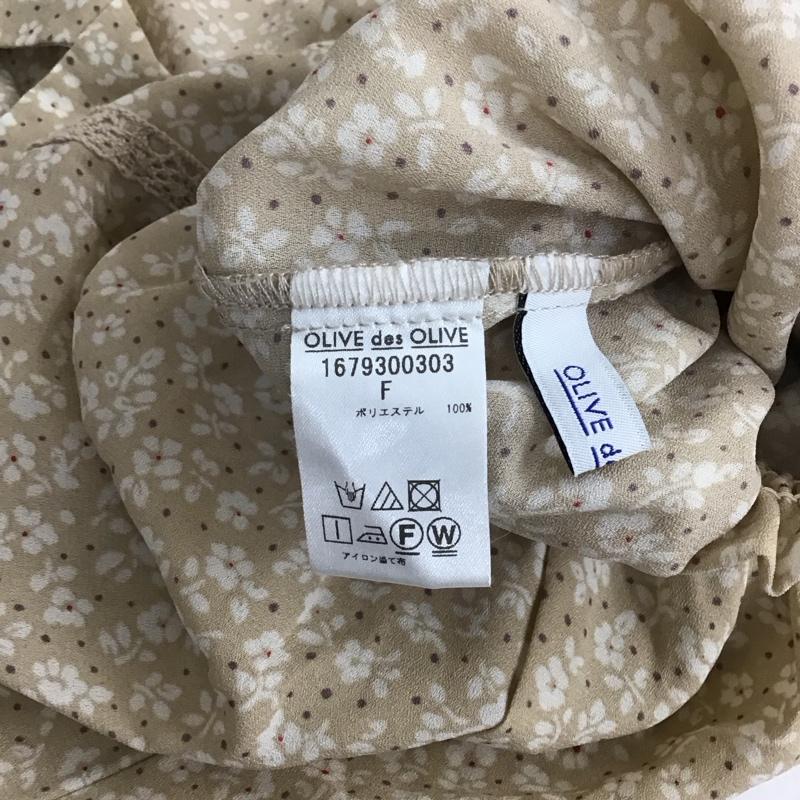 OLIVE des OLIVE
1679300303
F
ポリエステル 100%
F W
アイロン当て布
OLIVE